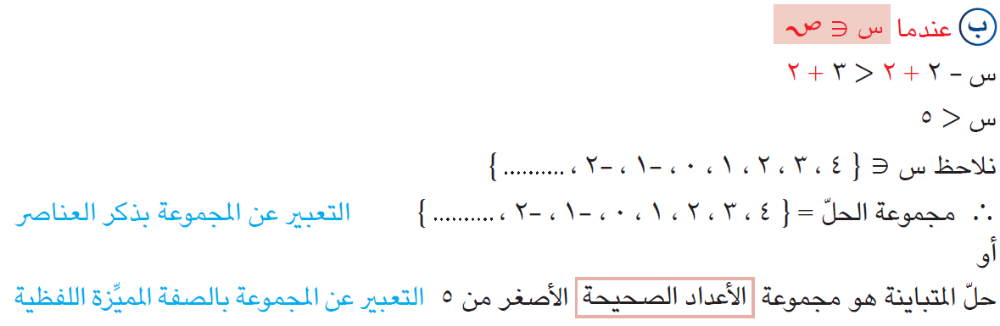 ب عندما س ∈ ص
س – ٢ + ٢ < ٣ + ٢
س < ٥
نلاحظ س ∈ { ٤ ، ٣ ، ٢ ، ١ ، ٠ ، –١ ، –٢ ، .......... }
∴ مجموعة الحلّ = { ٤ ، ٣ ، ٢ ، ١ ، ٠ ، –١ ، –٢ ، .......... } التعبير عن المجموعة بذكر العناصر
أو
حلّ المتباينة هو مجموعة الأعداد الصحيحة الأصغر من ٥ التعبير عن المجموعة بالصفة المميِّزة اللفظية